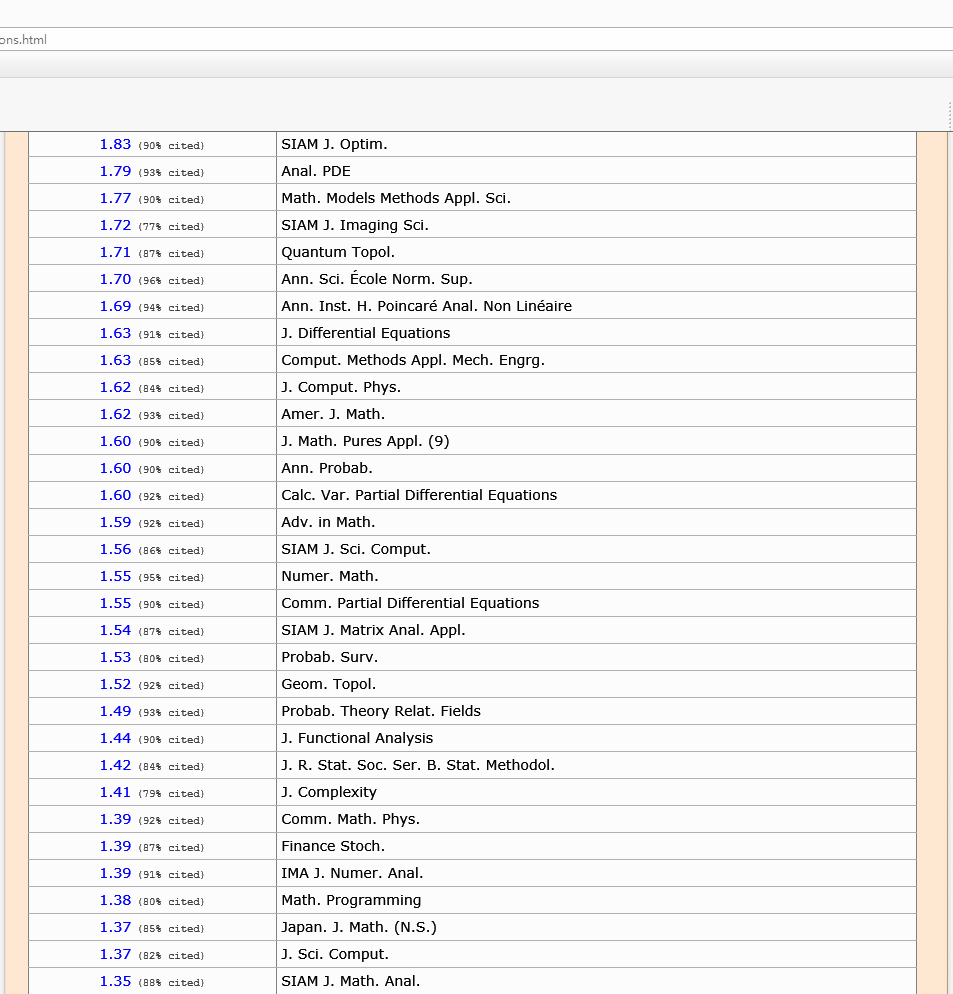 ons.html
1.83 (90% cited) SIAM J. Optim.
1.79 (93% cited) Anal. PDE
1.77 (90% cited) Math. Models Methods Appl. Sci.
1.72 (77% cited) SIAM J. Imaging Sci.
1.71 (87% cited) Quantum Topol.
1.70 (96% cited) Ann. Sci. École Norm. Sup.
1.69 (94% cited) Ann. Inst. H. Poincaré Anal. Non Linéaire
1.63 (91% cited) J. Differential Equations
1.63 (85% cited) Comput. Methods Appl. Mech. Engrg.
1.62 (84% cited) J. Comput. Phys.
1.62 (93% cited) Amer. J. Math.
1.60 (90% cited) J. Math. Pures Appl. (9)
1.60 (90% cited) Ann. Probab.
1.60 (92% cited) Calc. Var. Partial Differential Equations
1.59 (92% cited) Adv. in Math.
1.56 (86% cited) SIAM J. Sci. Comput.
1.55 (95% cited) Numer. Math.
1.55 (90% cited) Comm. Partial Differential Equations
1.54 (87% cited) SIAM J. Matrix Anal. Appl.
1.53 (80% cited) Probab. Surv.
1.52 (92% cited) Geom. Topol.
1.49 (93% cited) Probab. Theory Relat. Fields
1.44 (90% cited) J. Functional Analysis
1.42 (84% cited) J. R. Stat. Soc. Ser. B. Stat. Methodol.
1.41 (79% cited) J. Complexity
1.39 (92% cited) Comm. Math. Phys.
1.39 (87% cited) Finance Stoch.
1.39 (91% cited) IMA J. Numer. Anal.
1.38 (80% cited) Math. Programming
1.37 (85% cited) Japan. J. Math. (N.S.)
1.37 (82% cited) J. Sci. Comput.
1.35 (88% cited) SIAM J. Math. Anal.